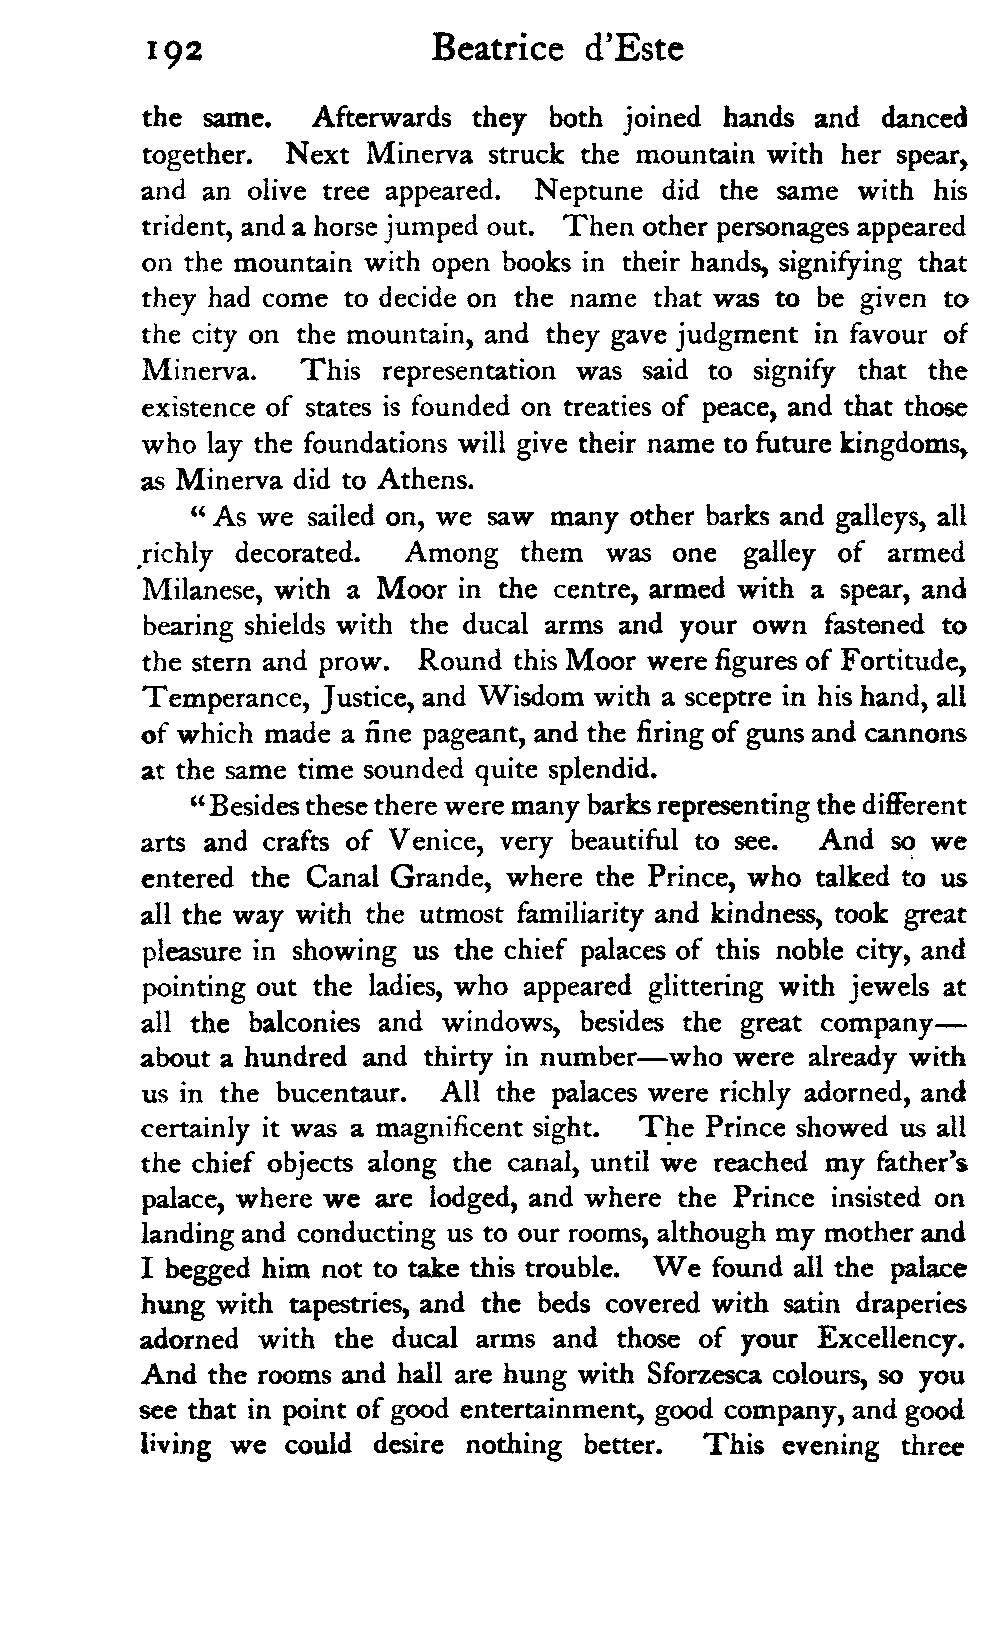 192 Beatrice d'Este
the same. Afterwards they both joined hands and danced
together. Next Minerva struck the mountain with her spear,
and an olive tree appeared. Neptune did the same with his
trident, and a horse jumped out. Then other personages appeared
on the mountain with open books in their hands, signifying that
they had come to decide on the name that was to be given to
the city on the mountain, and they gave judgment in favour of
Minerva. This representation was said to signify that the
existence of states is founded on treaties of peace, and that those
who lay the foundations will give their name to future kingdoms,
as Minerva did to Athens.
“ As we sailed on, we saw many other barks and galleys, all
richly decorated. Among them was one galley of armed
Milanese, with a Moor in the centre, armed with a spear, and
bearing shields with the ducal arms and your own fastened to
the stern and prow. Round this Moor were figures of Fortitude,
Temperance, Justice, and Wisdom with a sceptre in his hand, all
of which made a fine pageant, and the firing of guns and cannons
at the same time sounded quite splendid.
“ Besides these there were many barks representing the different
arts and crafts of Venice, very beautiful to see. And so we
entered the Canal Grande, where the Prince, who talked to us
all the way with the utmost familiarity and kindness, took great
pleasure in showing us the chief palaces of this noble city, and
pointing out the ladies, who appeared glittering with jewels at
all the balconies and windows, besides the great company—
about a hundred and thirty in number—who were already with
us in the bucentaur. All the palaces were richly adorned, and
certainly it was a magnificent sight. The Prince showed us all
the chief objects along the canal, until we reached my father's
palace, where we are lodged, and where the Prince insisted on
landing and conducting us to our rooms, although my mother and
I begged him not to take this trouble. We found all the palace
hung with tapestries, and the beds covered with satin draperies
adorned with the ducal arms and those of your Excellency.
And the rooms and hall are hung with Sforzesca colours, so you
see that in point of good entertainment, good company, and good
living we could desire nothing better. This evening three